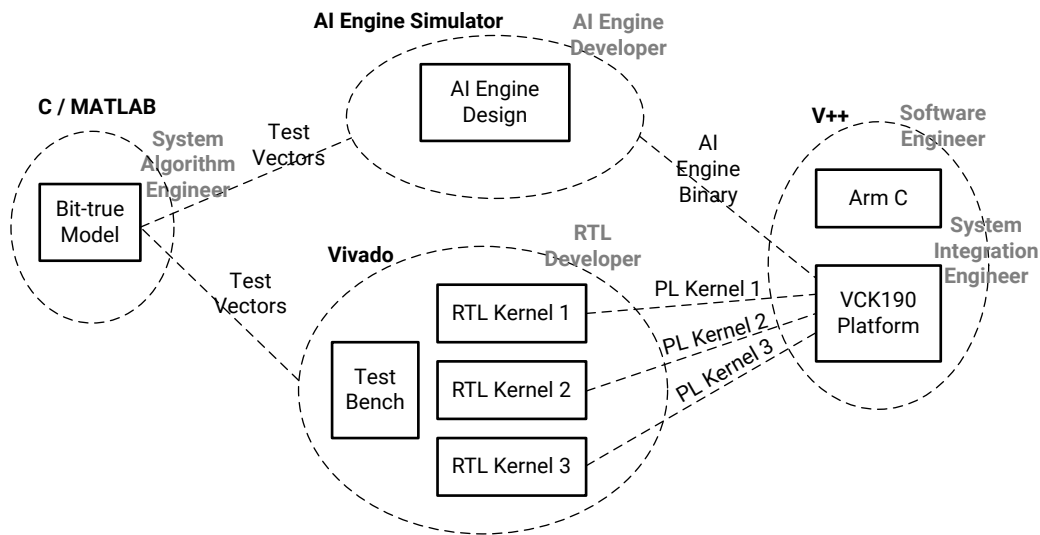 AI Engine Simulator
AI Engine
Developer
AI Engine
Design
C / MATLAB
System
Algorithm
Engineer
Bit-true
Model
Test
Vectors
Test
Vectors
AI
Engine
Binary
V++
Software
Engineer
Arm C
System
Integration
Engineer
VCK190
Platform
Vivado
RTL
Developer
Test
Bench
RTL Kernel 1
RTL Kernel 2
RTL Kernel 3
PL Kernel 1
PL Kernel 2
PL Kernel 3